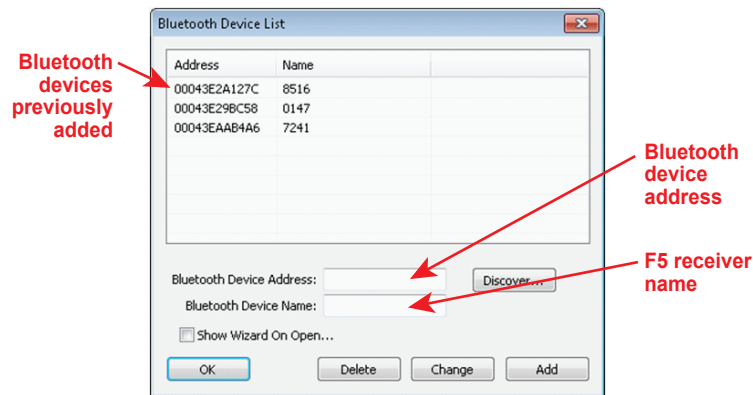 Bluetooth Device List
Bluetooth
devices
previously
added
Address Name
00043E2A127C 8516
00043E29BC58 0147
00043EAAB4A6 7241
Bluetooth
device
address
Bluetooth Device Address: Discover...
F5 receiver
name
Bluetooth Device Name:
Show Wizard On Open...
OK Delete Change Add